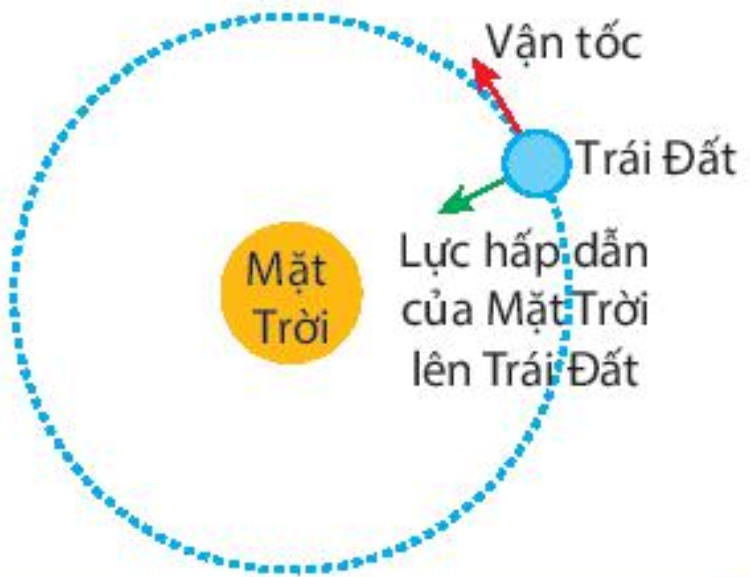 Vận tốc
Trái Đất
Lực hấp dẫn
của Mặt Trời
lên Trái Đất
Mặt
Trời